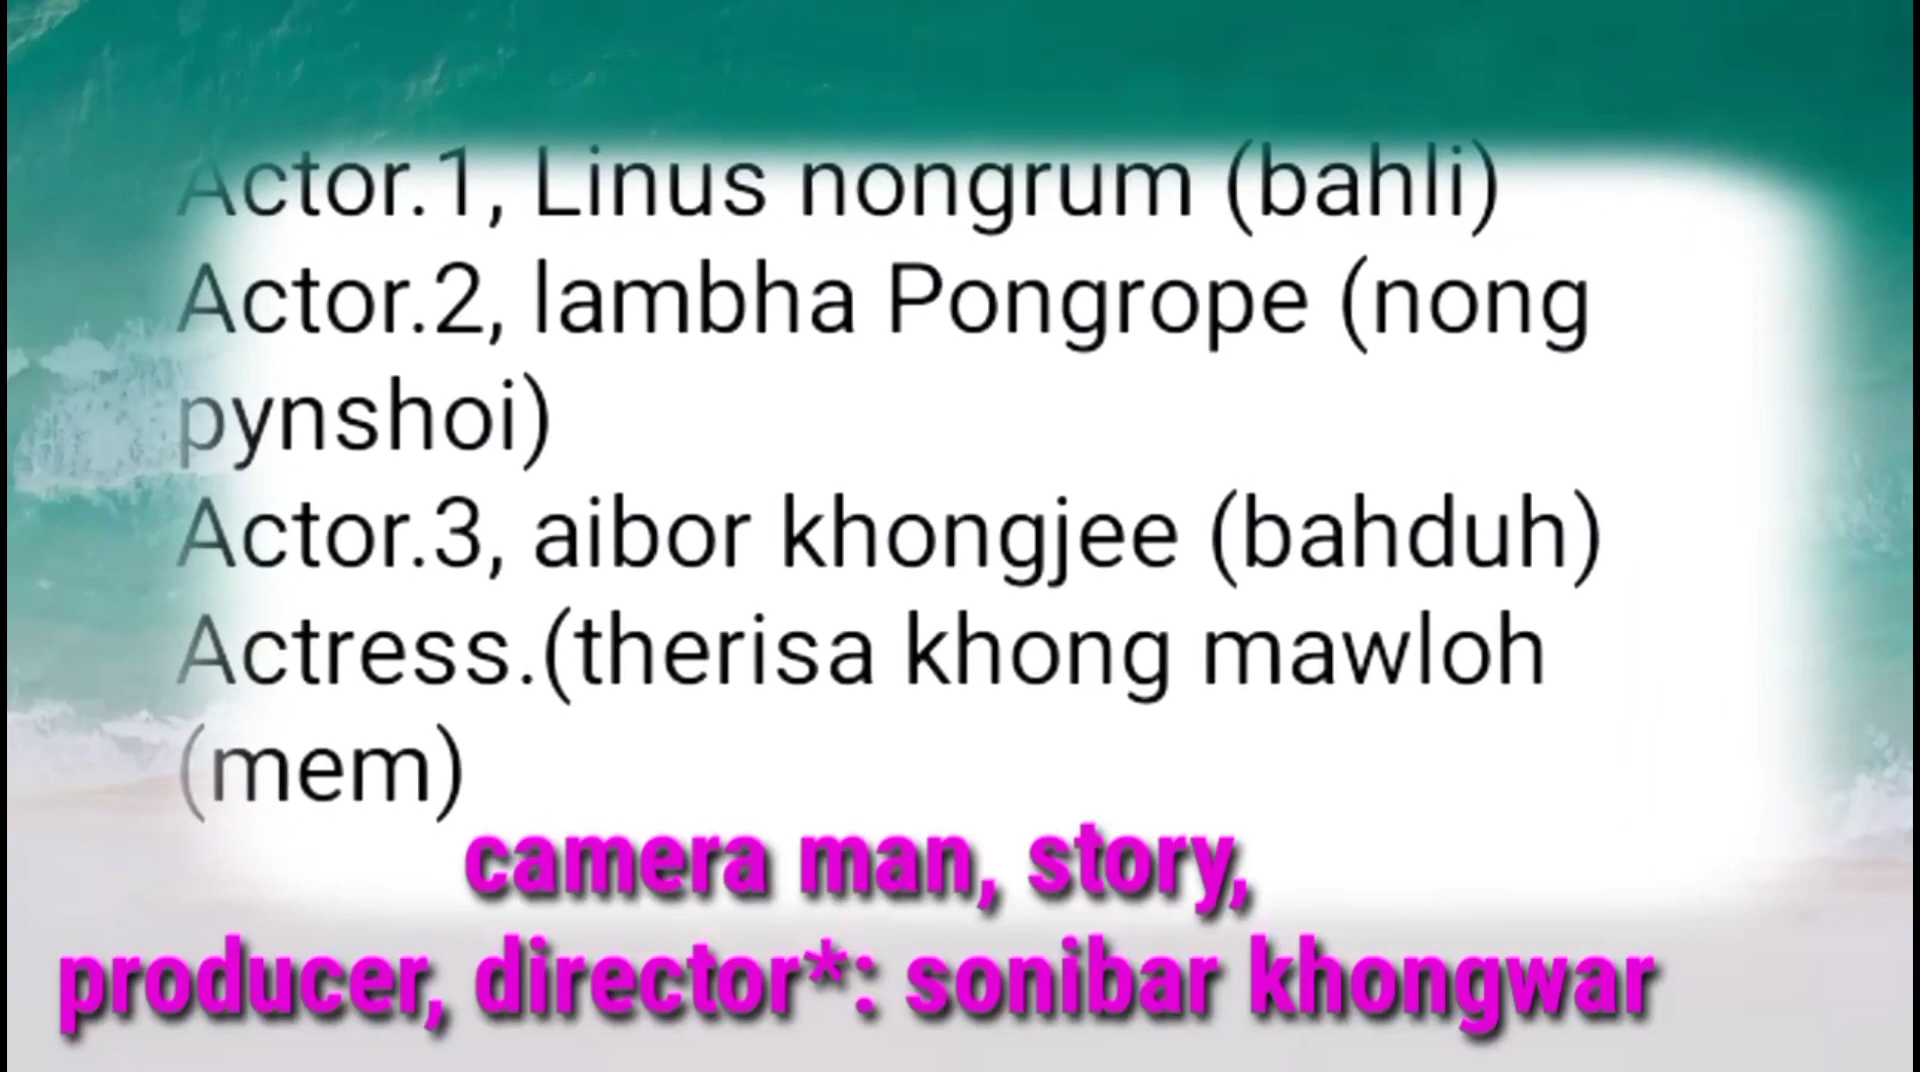 Actor.1, Linus nongrum (bahli)
Actor.2, lambha Pongrope (nong
pynshoi)
Actor.3, aibor khongjee (bahduh)
Actress.(therisa khong mawloh
(mem)
camera man, story,
producer, director*: sonibar khongwar